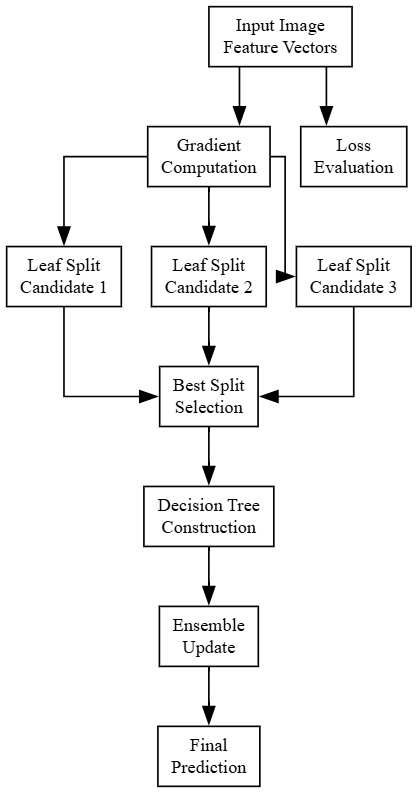 Input Image
Feature Vectors
Gradient
Computation
Loss
Evaluation
Leaf Split
Candidate 1
Leaf Split
Candidate 2
Leaf Split
Candidate 3
Best Split
Selection
Decision Tree
Construction
Ensemble
Update
Final
Prediction